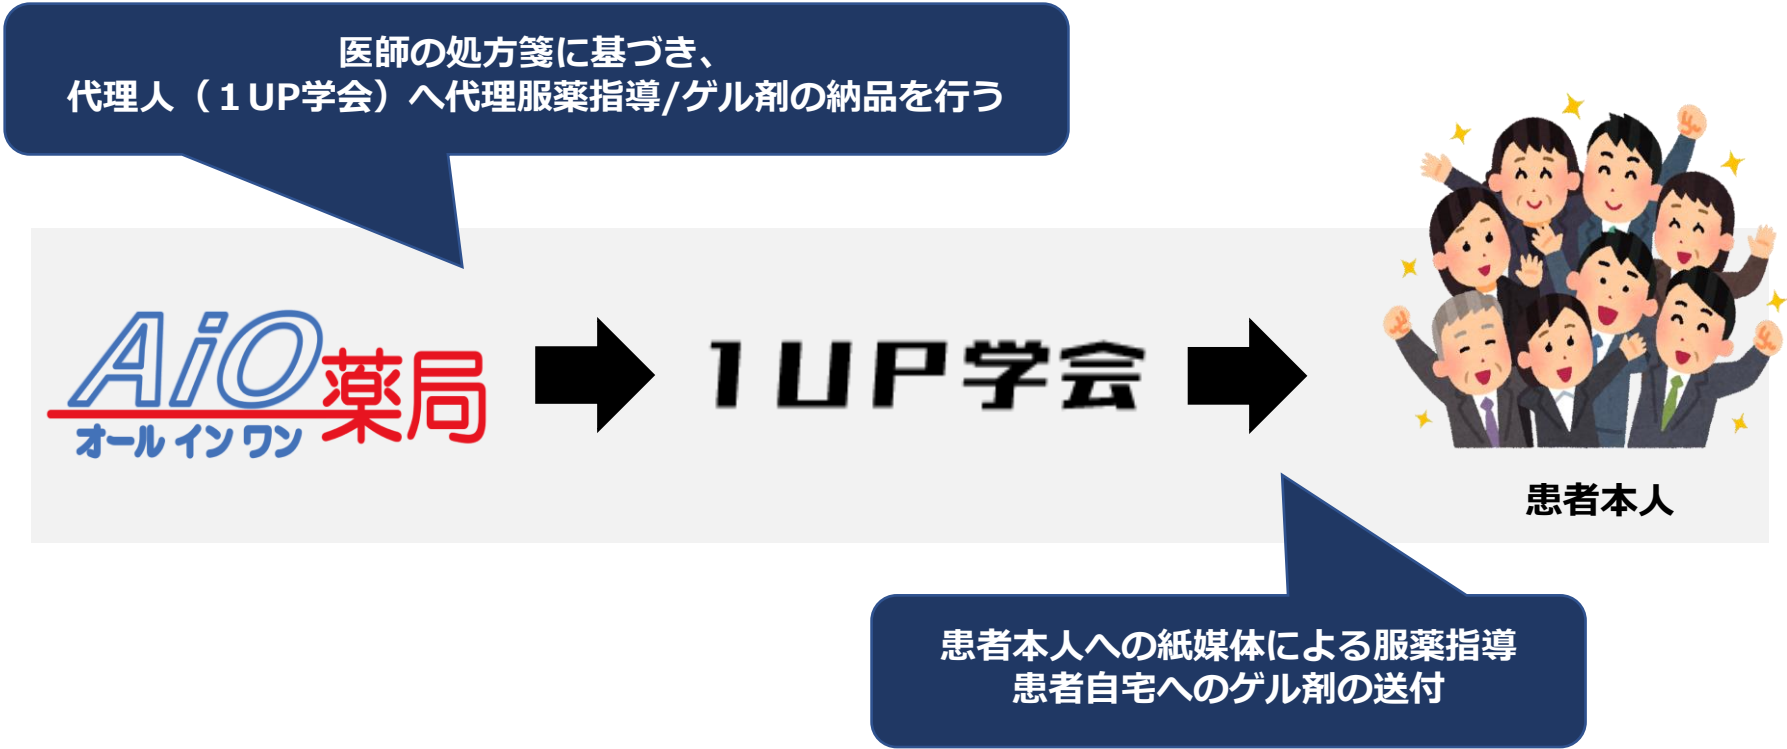 医師の処方箋に基づき、
代理人（１UP学会）へ代理服薬指導/ゲル剤の納品を行う
AiO薬局
オール イン ワン
1UP学会
患者本人
患者本人への紙媒体による服薬指導
患者自宅へのゲル剤の送付